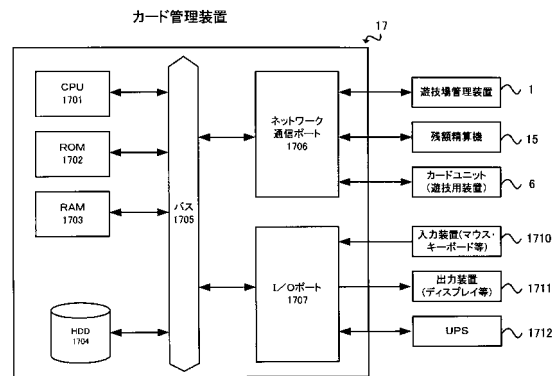 カード管理装置
17
CPU
1701
ROM
1702
RAM
1703
HDD
1704
バス
1705
ネットワーク
通信ポート
1706
I/Oポート
1707
遊技場管理装置
1
残額精算機
15
カードユニット
(遊技用装置)
6
入力装置(マウス・
キーボード等)
1710
出力装置
(ディスプレイ等)
1711
UPS
1712